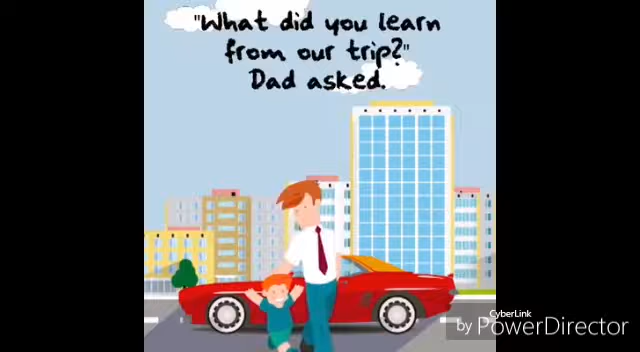 "What did you learn
from our trip?"
Dad asked.
CyberLink
by PowerDirector